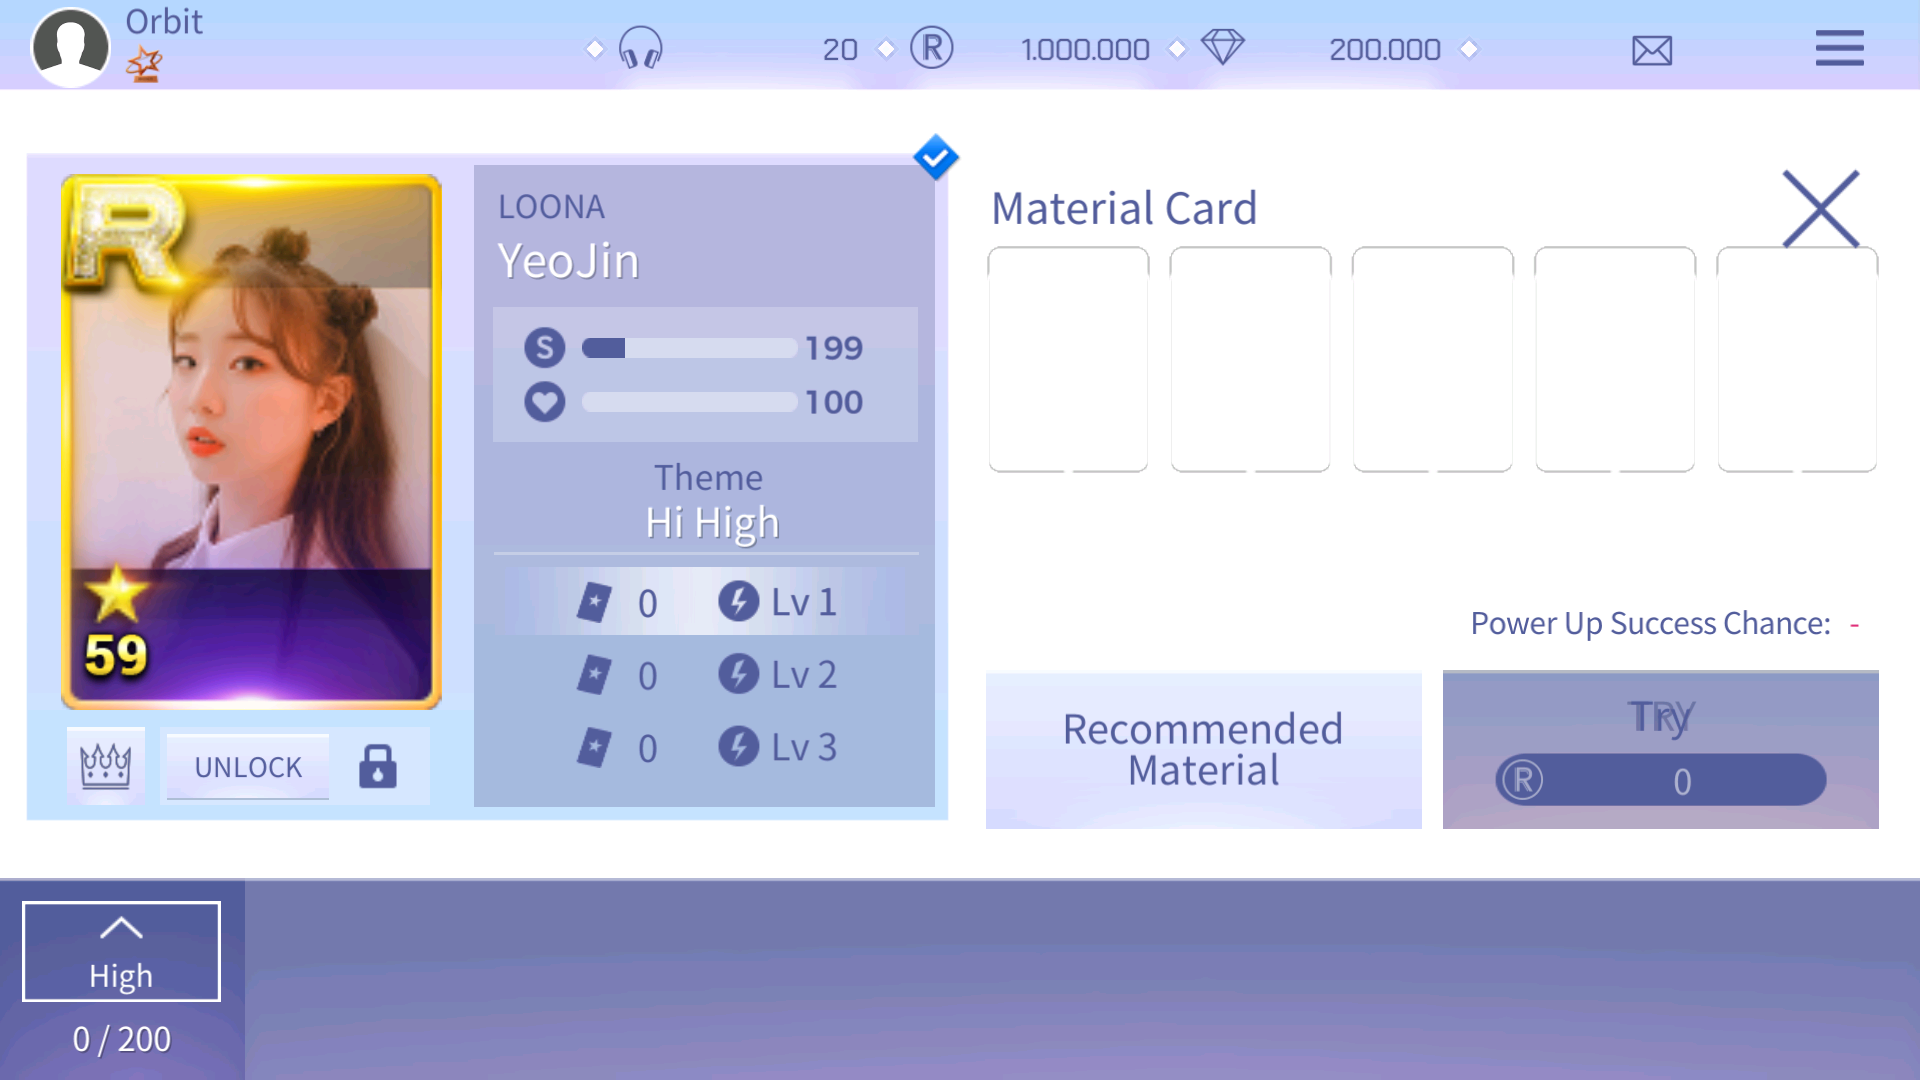 Orbit
20
R
1.000.000
200.000
R
59
UNLOCK
LOONA
YeoJin
S
199
100
Theme
Hi High
0 Lv 1
0 Lv 2
0 Lv 3
Material Card
Power Up Success Chance: -
Recommended
Material
Try
R 0
High
0 / 200